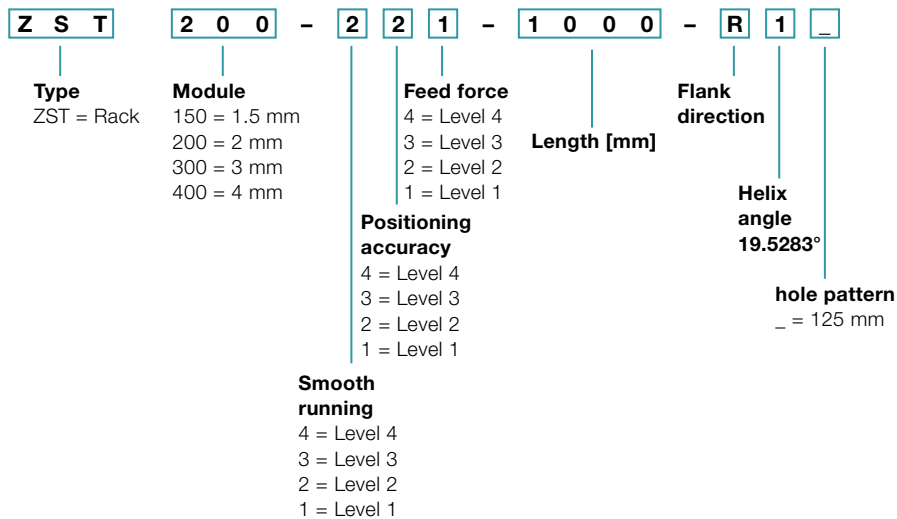 Z S T 2 0 0 – 2 2 1 – 1 0 0 0 – R 1 _
Type
ZST = Rack
Module
150 = 1.5 mm
200 = 2 mm
300 = 3 mm
400 = 4 mm
Smooth
running
4 = Level 4
3 = Level 3
2 = Level 2
1 = Level 1
Positioning
accuracy
4 = Level 4
3 = Level 3
2 = Level 2
1 = Level 1
Feed force
4 = Level 4
3 = Level 3
2 = Level 2
1 = Level 1
Length [mm]
Flank
direction
Helix
angle
19.5283°
hole pattern
_ = 125 mm